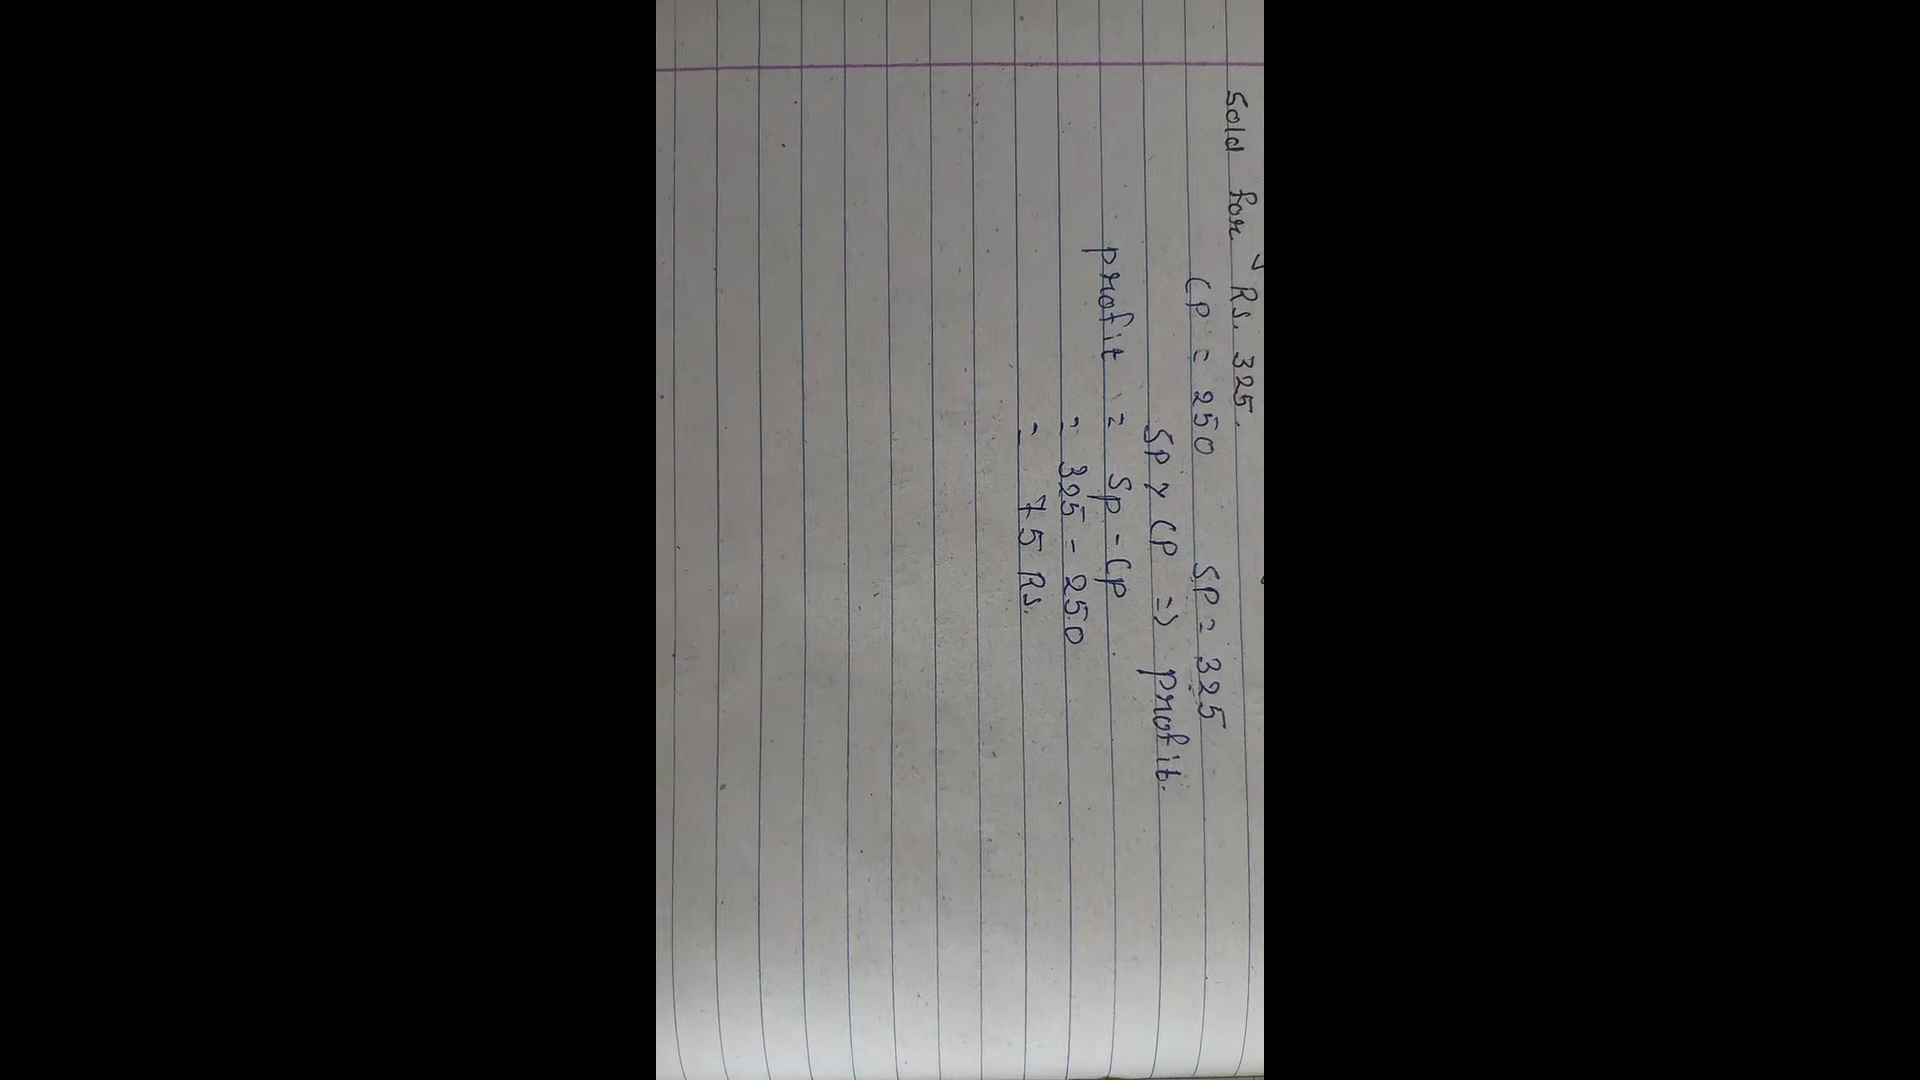 Sold for Rs. 325.
CP = 250 SP = 325
SP > CP => profit.
profit = SP - CP
= 325 - 250
= 75 Rs.